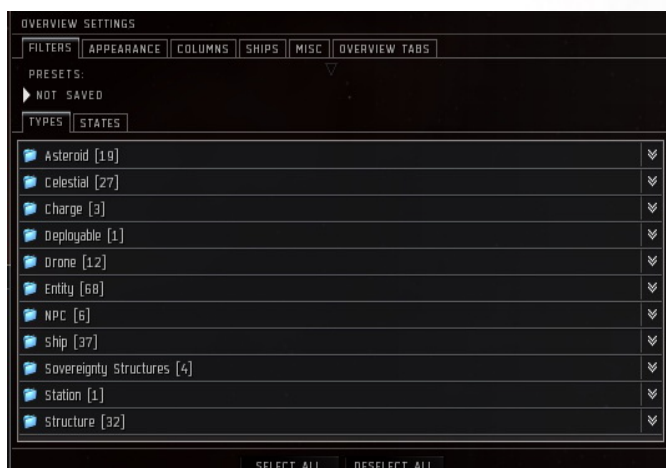 OVERVIEW SETTINGS
FILTERS APPEARANCE COLUMNS SHIPS MISC OVERVIEW TABS
PRESETS:
NOT SAVED
TYPES STATES
Asteroid [19]
Celestial [27]
Charge [3]
Deployable [1]
Drone [12]
Entity [68]
NPC [6]
Ship [37]
Sovereignty Structures [4]
Station [1]
Structure [32]
SELECT ALL DESELECT ALL